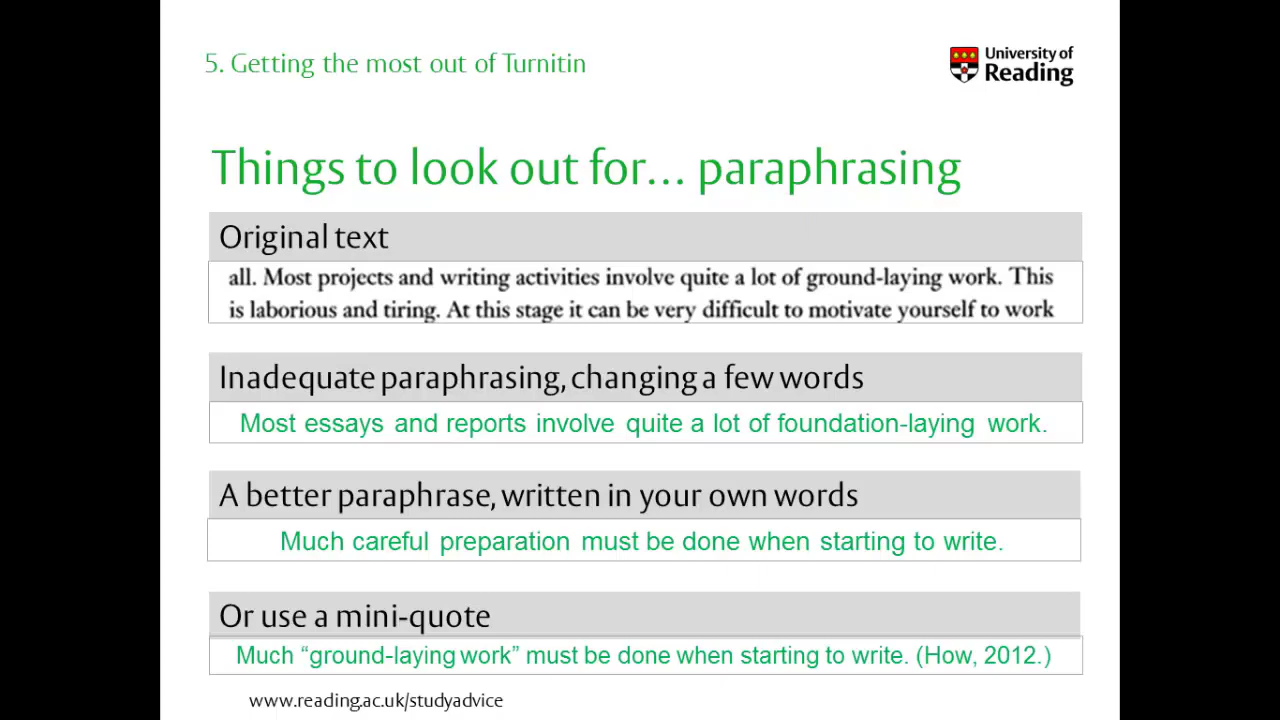 5. Getting the most out of Turnitin
University of
Reading
Things to look out for... paraphrasing
Original text
all. Most projects and writing activities involve quite a lot of ground-laying work. This
is laborious and tiring. At this stage it can be very difficult to motivate yourself to work
Inadequate paraphrasing, changing a few words
Most essays and reports involve quite a lot of foundation-laying work.
A better paraphrase, written in your own words
Much careful preparation must be done when starting to write.
Or use a mini-quote
Much “ground-laying work” must be done when starting to write. (How, 2012.)
www.reading.ac.uk/studyadvice